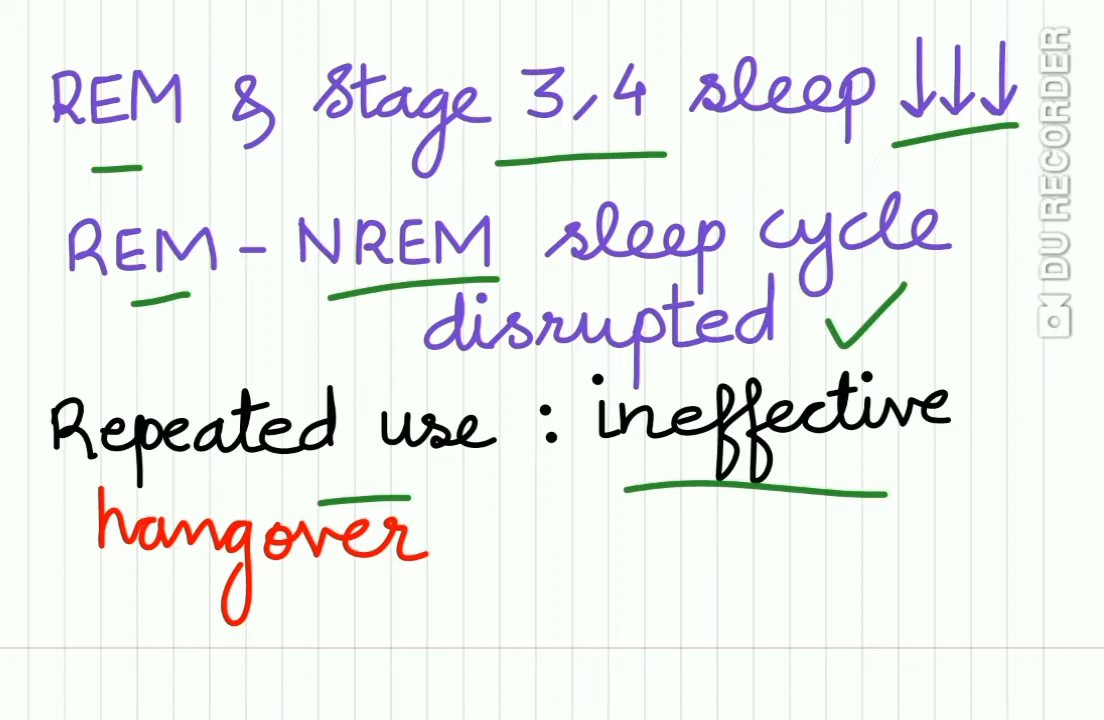 REM & Stage 3,4 sleep ↓↓↓
REM - NREM sleep cycle
disrupted ✓
Repeated use : ineffective
hangover
DU RECORDER